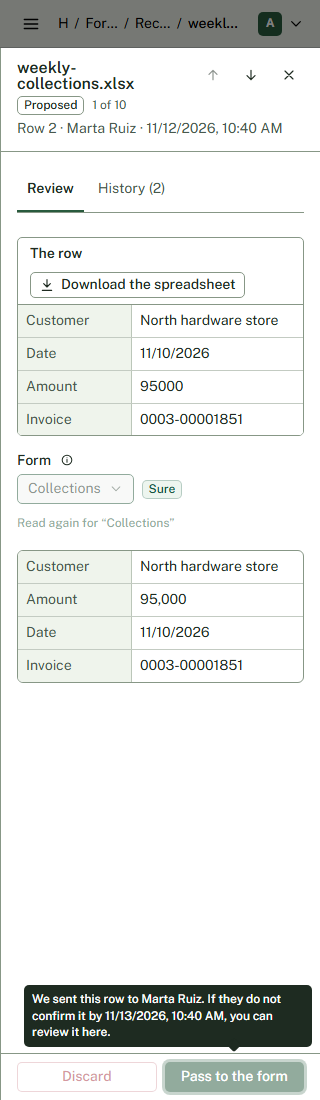 H / For... / Rec... / weekl... A
weekly-
collections.xlsx
Proposed 1 of 10
Row 2 · Marta Ruiz · 11/12/2026, 10:40 AM
Review History (2)
The row
Download the spreadsheet
Customer North hardware store
Date 11/10/2026
Amount 95000
Invoice 0003-00001851
Form
Collections Sure
Read again for “Collections”
Customer North hardware store
Amount 95,000
Date 11/10/2026
Invoice 0003-00001851
We sent this row to Marta Ruiz. If they do not
confirm it by 11/13/2026, 10:40 AM, you can
review it here.
Discard Pass to the form